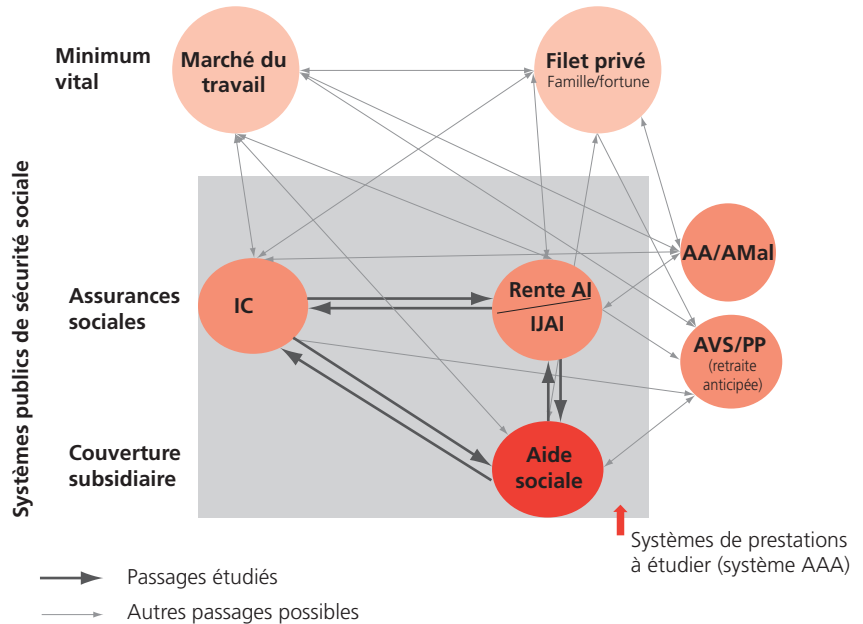 Minimum
vital
Marché du
travail
Filet privé
Famille/fortune
Systèmes publics de sécurité sociale
Assurances
sociales
IC
Rente AI
IJAI
AA/AMal
AVS/PP
(retraite
anticipée)
Couverture
subsidiaire
Aide
sociale
Systèmes de prestations
à étudier (système AAA)
Passages étudiés
Autres passages possibles